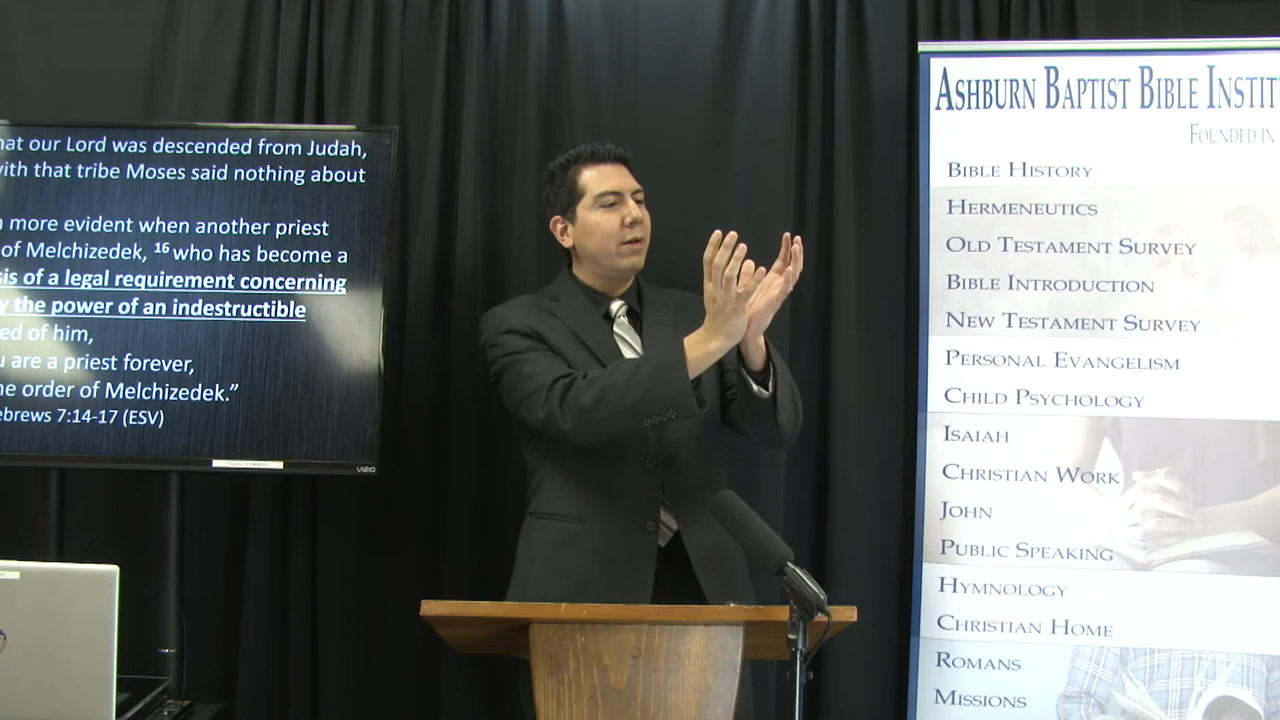 hat our Lord was descended from Judah,
with that tribe Moses said nothing about
more evident when another priest
of Melchizedek, 16 who has become a
sis of a legal requirement concerning
y the power of an indestructible
ed of him,
u are a priest forever,
he order of Melchizedek.”
ebrews 7:14-17 (ESV)
VIZIO
ASHBURN BAPTIST BIBLE INSTIT
FOUNDED IN
BIBLE HISTORY
HERMENEUTICS
OLD TESTAMENT SURVEY
BIBLE INTRODUCTION
NEW TESTAMENT SURVEY
PERSONAL EVANGELISM
CHILD PSYCHOLOGY
ISAIAH
CHRISTIAN WORK
JOHN
PUBLIC SPEAKING
HYMNOLOGY
CHRISTIAN HOME
ROMANS
MISSIONS